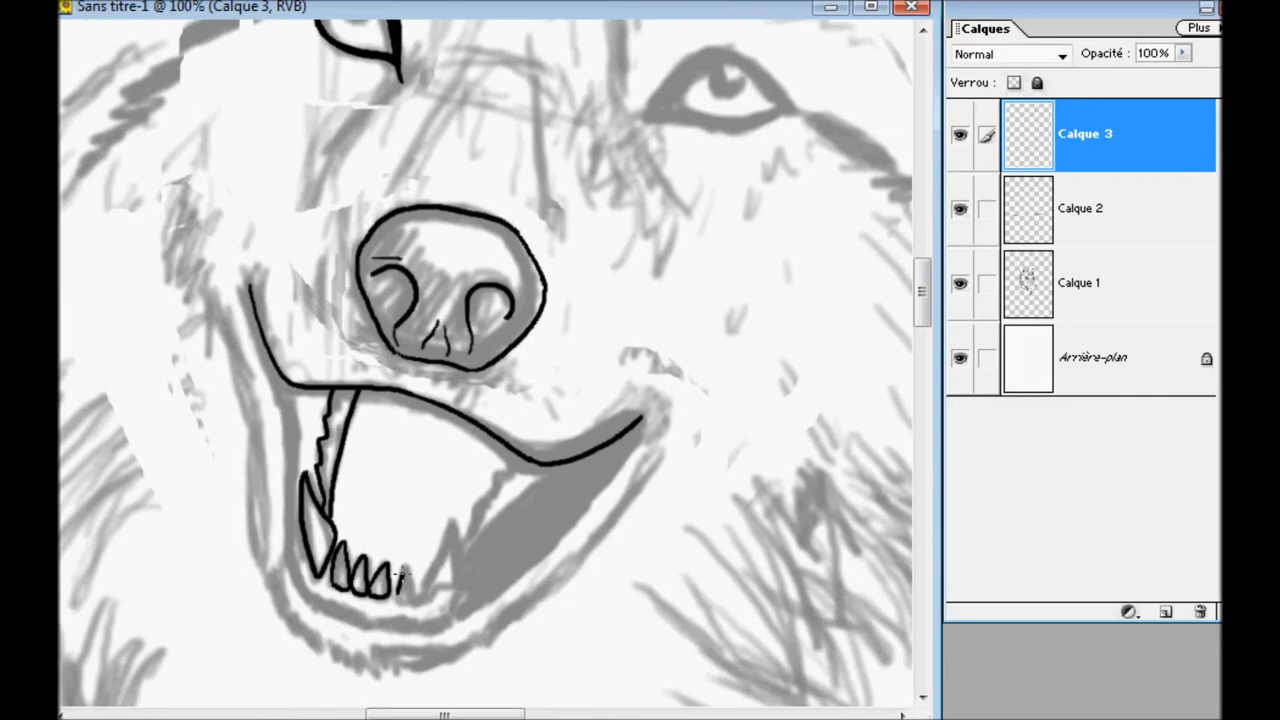 Sans titre-1 @ 100% (Calque 3, RVB)
Calques
Plus
Normal
Opacité : 100%
Verrou :
Calque 3
Calque 2
Calque 1
Arrière-plan